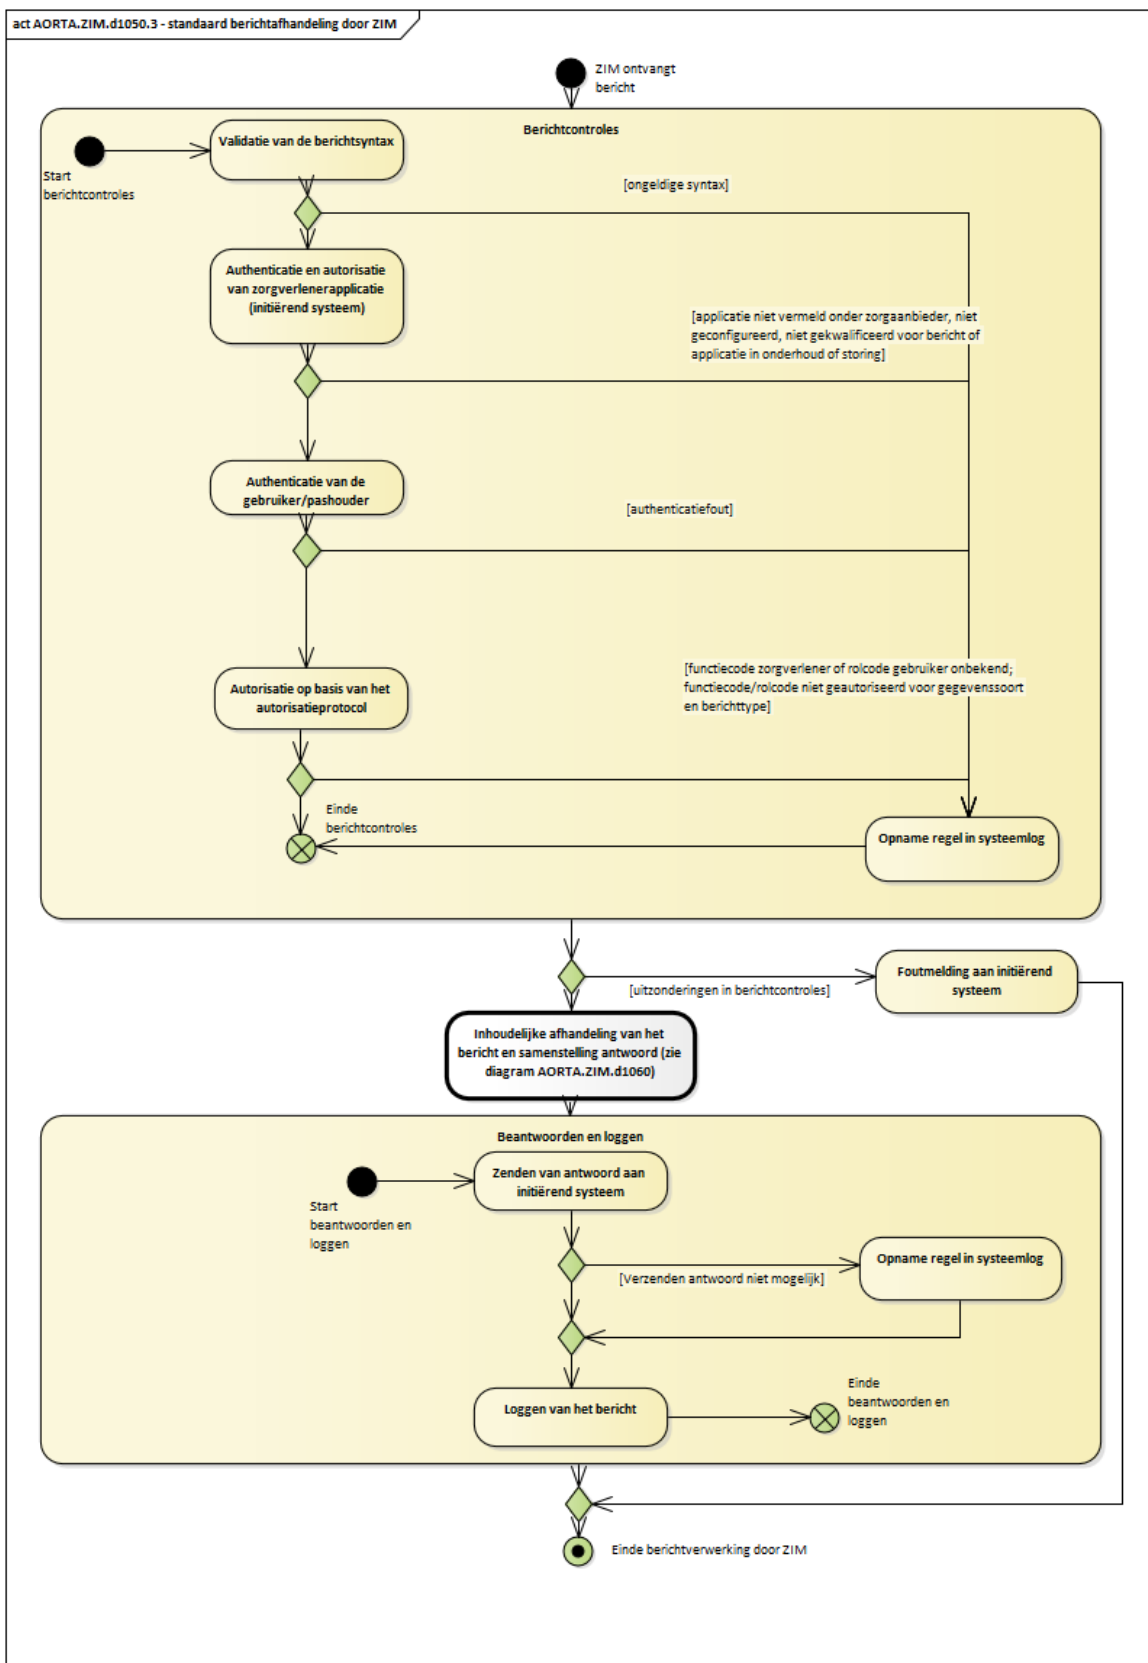 act AORTA.ZIM.d1050.3 - standaard berichtafhandeling door ZIM
ZIM ontvangt
bericht
Berichtcontroles
Start
berichtcontroles
Validatie van de berichtsyntax
[ongeldige syntax]
Authenticatie en autorisatie
van zorgverlenerapplicatie
(initiërend systeem)
[applicatie niet vermeld onder zorgaanbieder, niet
geconfigureerd, niet gekwalificeerd voor bericht of
applicatie in onderhoud of storing]
Authenticatie van de
gebruiker/pashouder
[authenticatiefout]
[functiecode zorgverlener of rolcode gebruiker onbekend;
functiecode/rolcode niet geautoriseerd voor gegevenssoort
en berichttype]
Autorisatie op basis van het
autorisatieprotocol
Einde
berichtcontroles
Opname regel in systeemlog
[uitzonderingen in berichtcontroles]
Foutmelding aan initiërend
systeem
Inhoudelijke afhandeling van het
bericht en samenstelling antwoord (zie
diagram AORTA.ZIM.d1060)
Beantwoorden en loggen
Start
beantwoorden en
loggen
Zenden van antwoord aan
initiërend systeem
[Verzenden antwoord niet mogelijk]
Opname regel in systeemlog
Loggen van het bericht
Einde
beantwoorden en
loggen
Einde berichtverwerking door ZIM